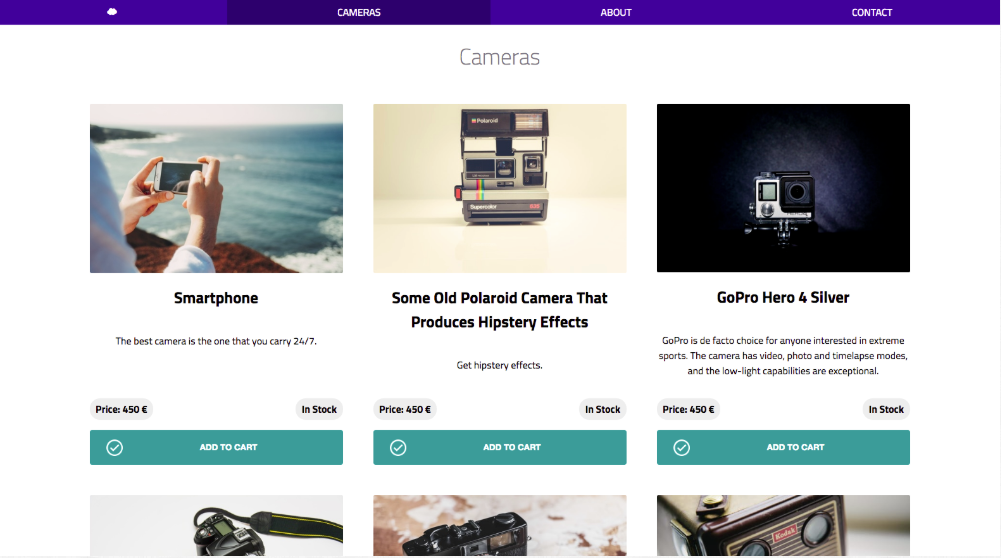 CAMERAS
ABOUT
CONTACT
Cameras
Polaroid
Supercolor
635
Smartphone
The best camera is the one that you carry 24/7.
Price: 450 €
In Stock
ADD TO CART
Some Old Polaroid Camera That
Produces Hipstery Effects
Get hipstery effects.
Price: 450 €
In Stock
ADD TO CART
GoPro Hero 4 Silver
GoPro is de facto choice for anyone interested in extreme
sports. The camera has video, photo and timelapse modes,
and the low-light capabilities are exceptional.
Price: 450 €
In Stock
ADD TO CART
Kodak